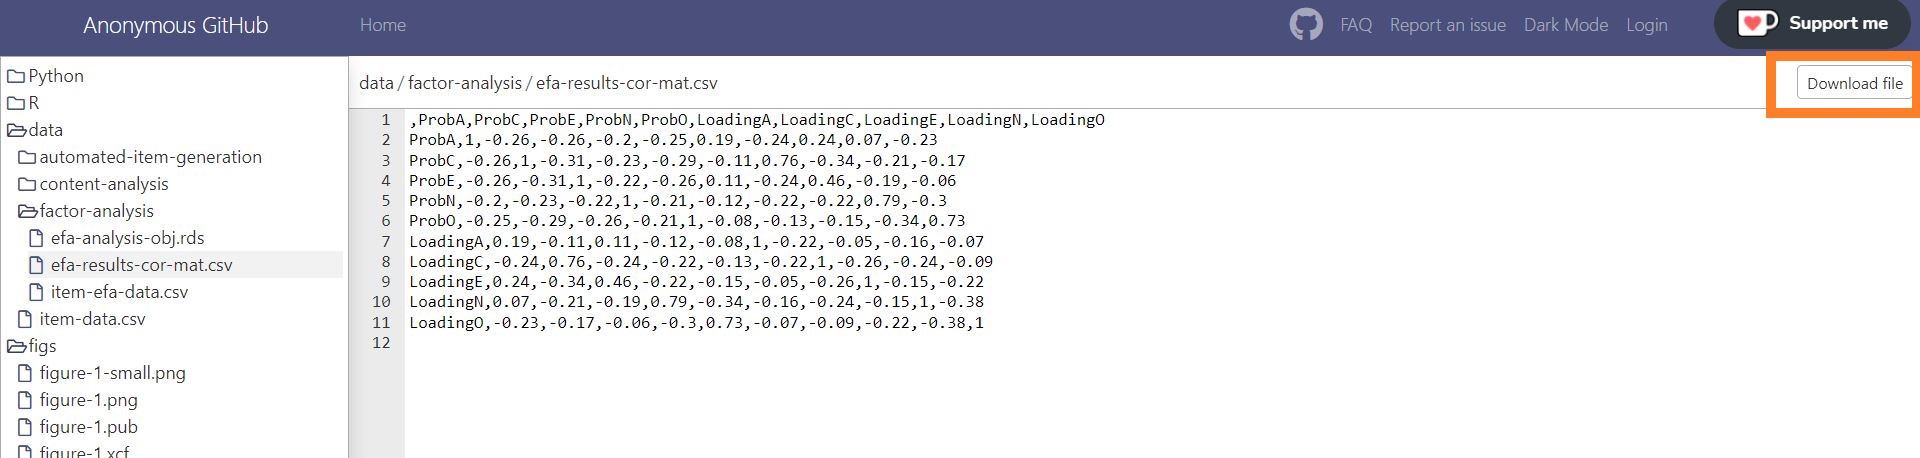 Anonymous GitHub Home FAQ Report an issue Dark Mode Login Support me
Python
R
data
automated-item-generation
content-analysis
factor-analysis
efa-analysis-obj.rds
efa-results-cor-mat.csv
item-efa-data.csv
item-data.csv
figs
figure-1-small.png
figure-1.png
figure-1.pub
figure-1.xcf
data / factor-analysis / efa-results-cor-mat.csv Download file
1 ,ProbA,ProbC,ProbE,ProbN,ProbO,LoadingA,LoadingC,LoadingE,LoadingN,LoadingO
2 ProbA,1,-0.26,-0.26,-0.2,-0.25,0.19,-0.24,0.24,0.07,-0.23
3 ProbC,-0.26,1,-0.31,-0.23,-0.29,-0.11,0.76,-0.34,-0.21,-0.17
4 ProbE,-0.26,-0.31,1,-0.22,-0.26,0.11,-0.24,0.46,-0.19,-0.06
5 ProbN,-0.2,-0.23,-0.22,1,-0.21,-0.12,-0.22,-0.22,0.79,-0.3
6 ProbO,-0.25,-0.29,-0.26,-0.21,1,-0.08,-0.13,-0.15,-0.34,0.73
7 LoadingA,0.19,-0.11,0.11,-0.12,-0.08,1,-0.22,-0.05,-0.16,-0.07
8 LoadingC,-0.24,0.76,-0.24,-0.22,-0.13,-0.22,1,-0.26,-0.24,-0.09
9 LoadingE,0.24,-0.34,0.46,-0.22,-0.15,-0.05,-0.26,1,-0.15,-0.22
10 LoadingN,0.07,-0.21,-0.19,0.79,-0.34,-0.16,-0.24,-0.15,1,-0.38
11 LoadingO,-0.23,-0.17,-0.06,-0.3,0.73,-0.07,-0.09,-0.22,-0.38,1
12